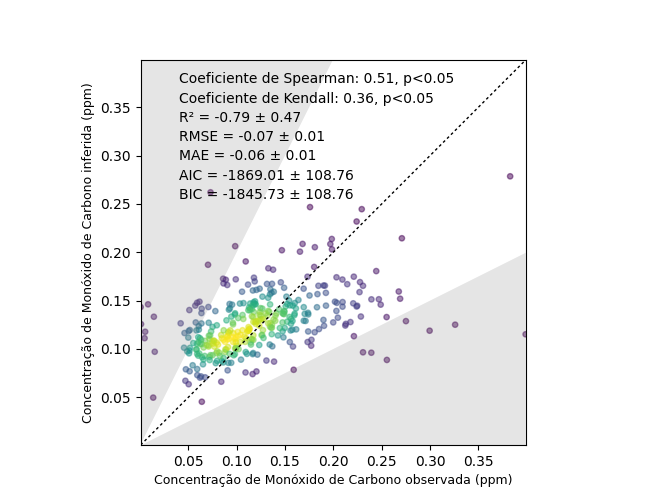 Coeficiente de Spearman: 0.51, p<0.05
Coeficiente de Kendall: 0.36, p<0.05
R² = -0.79 ± 0.47
RMSE = -0.07 ± 0.01
MAE = -0.06 ± 0.01
AIC = -1869.01 ± 108.76
BIC = -1845.73 ± 108.76
Concentração de Monóxido de Carbono inferida (ppm)
0.35
0.30
0.25
0.20
0.15
0.10
0.05
0.05 0.10 0.15 0.20 0.25 0.30 0.35
Concentração de Monóxido de Carbono observada (ppm)